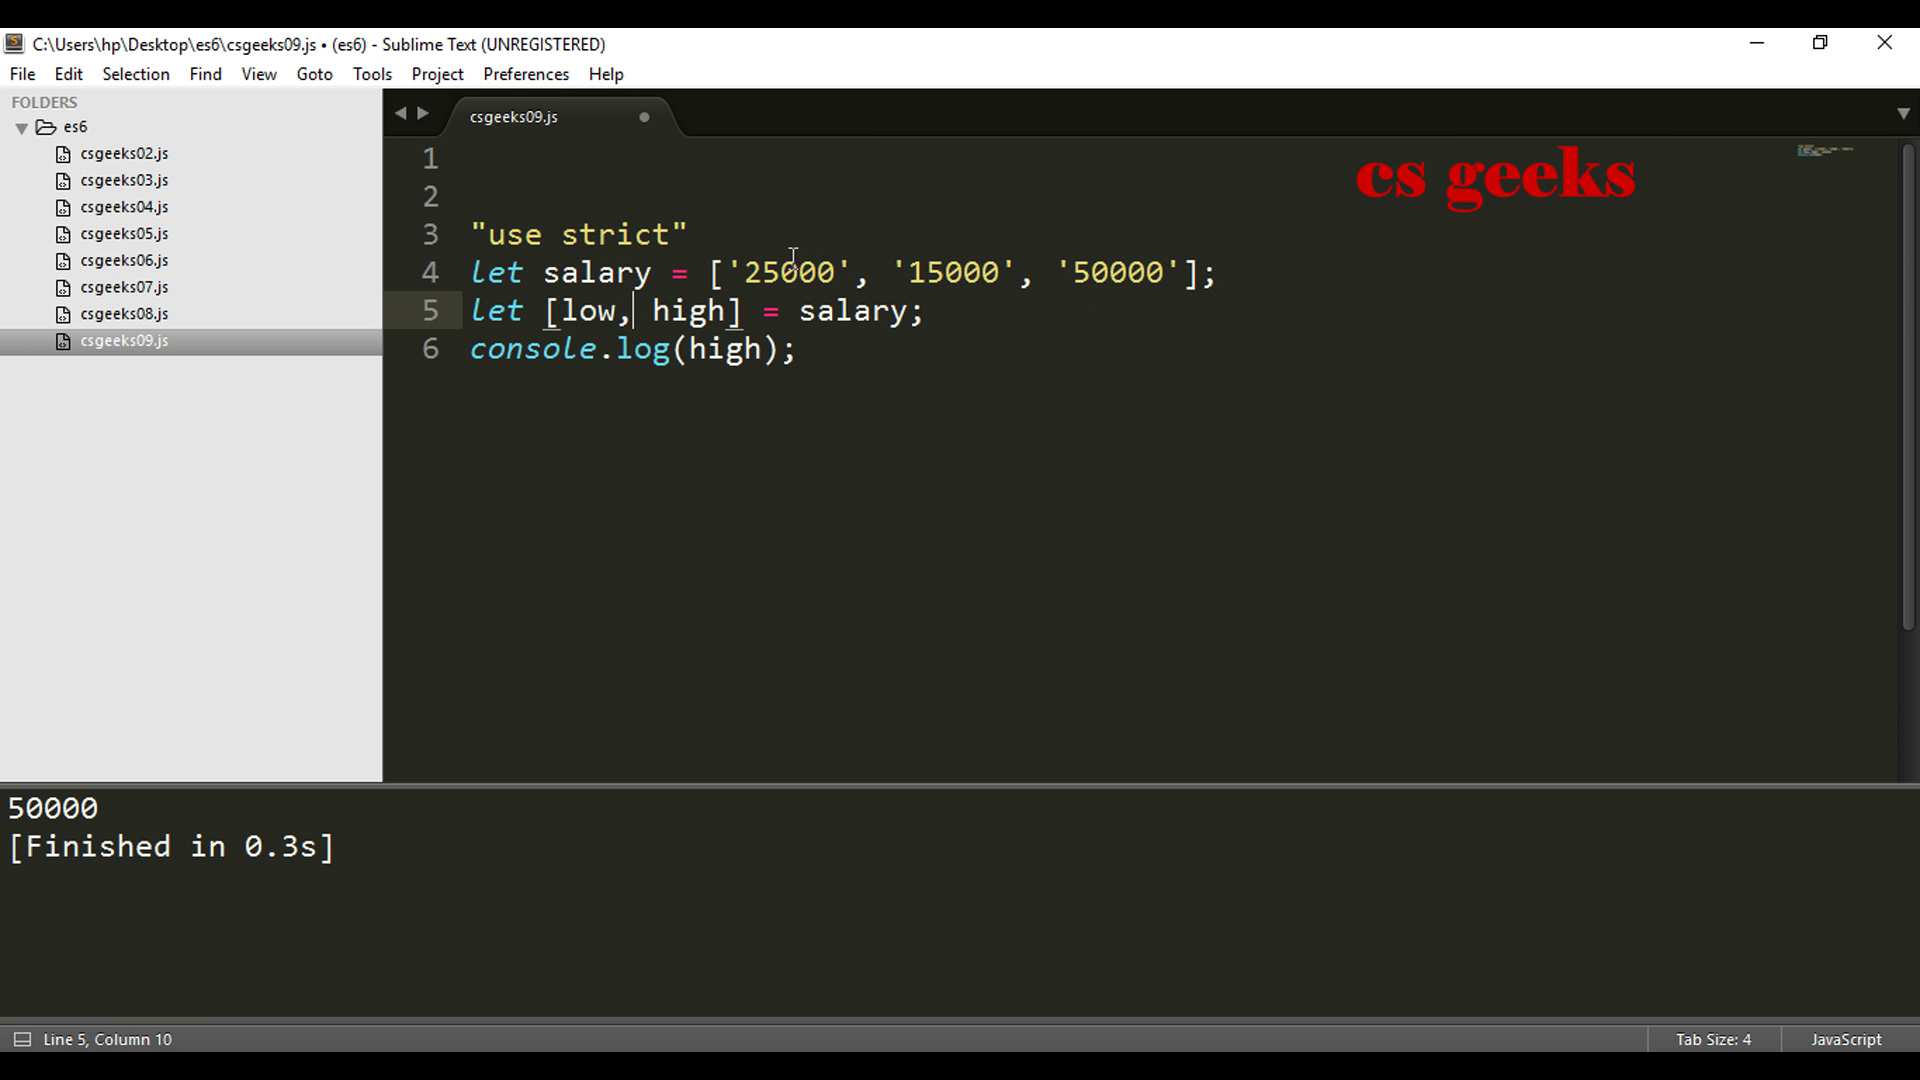 C:\Users\hp\Desktop\es6\csgeeks09.js • (es6) - Sublime Text (UNREGISTERED)
File Edit Selection Find View Goto Tools Project Preferences Help
FOLDERS
es6
csgeeks02.js
csgeeks03.js
csgeeks04.js
csgeeks05.js
csgeeks06.js
csgeeks07.js
csgeeks08.js
csgeeks09.js
csgeeks09.js
cs geeks
1
2
3 "use strict"
4 let salary = ['25000', '15000', '50000'];
5 let [low, high] = salary;
6 console.log(high);
50000
[Finished in 0.3s]
Line 5, Column 10
Tab Size: 4
JavaScript